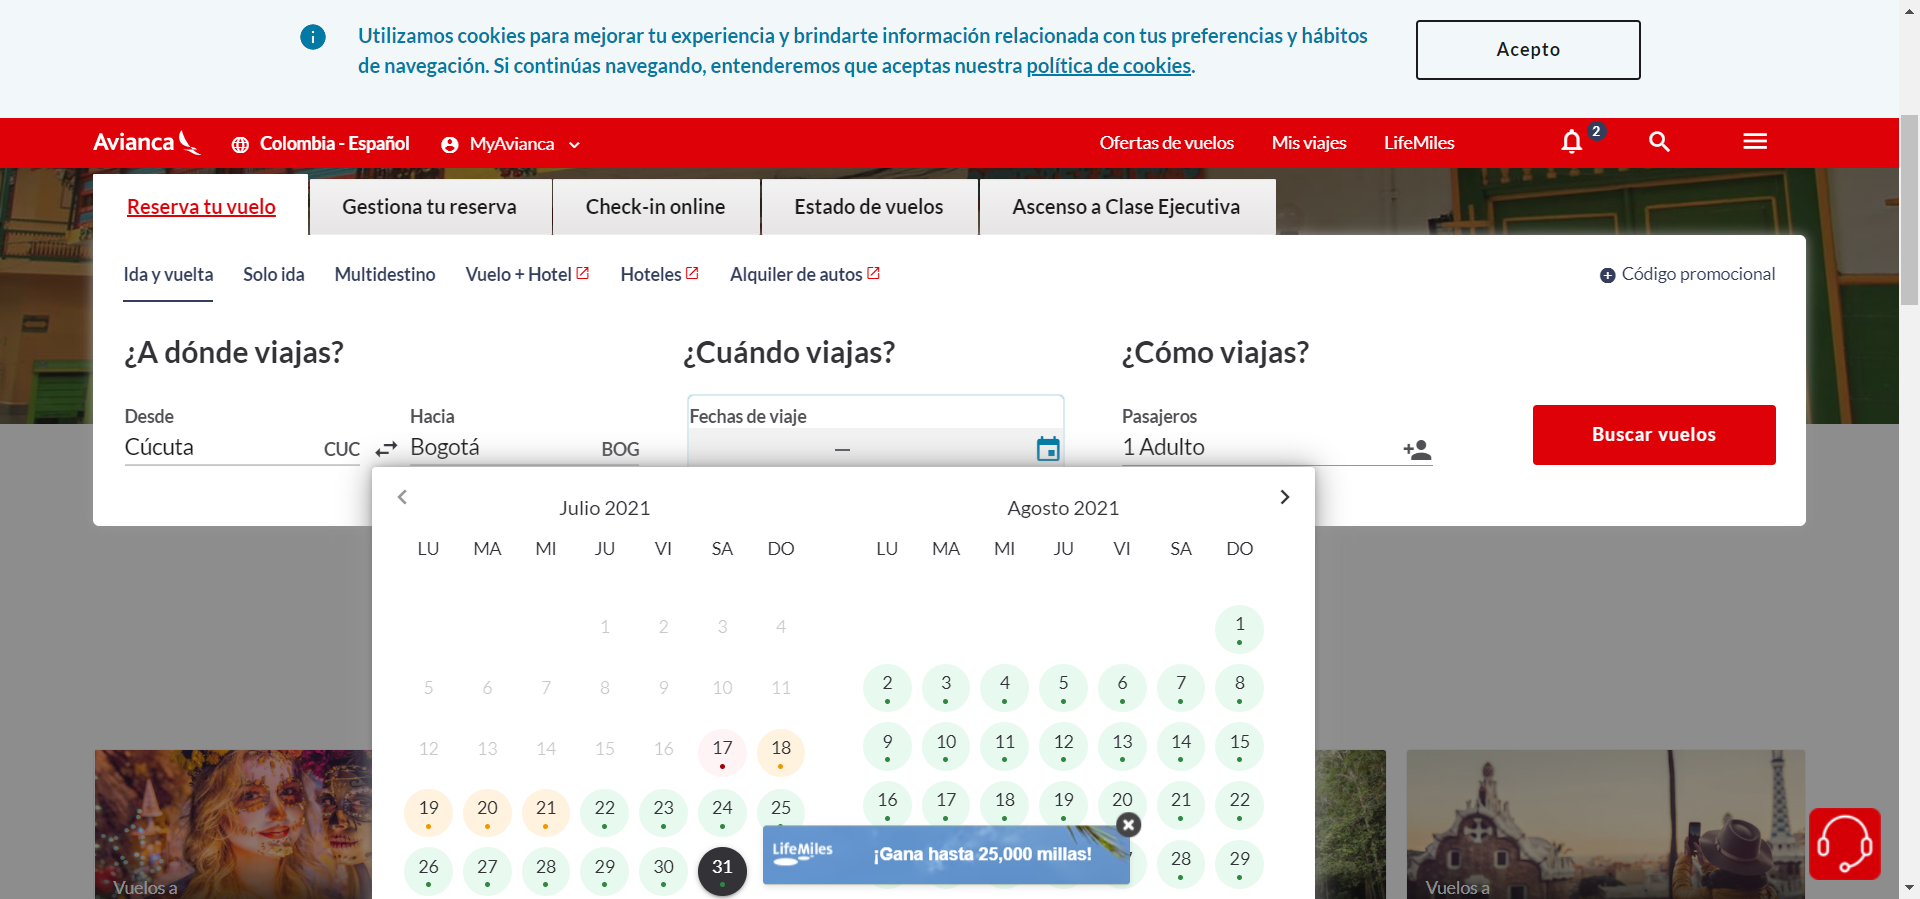 Utilizamos cookies para mejorar tu experiencia y brindarte información relacionada con tus preferencias y hábitos
de navegación. Si continúas navegando, entenderemos que aceptas nuestra política de cookies.
Acepto
Avianca
Colombia - Español
MyAvianca
Ofertas de vuelos
Mis viajes
LifeMiles
2
Reserva tu vuelo
Gestiona tu reserva
Check-in online
Estado de vuelos
Ascenso a Clase Ejecutiva
Ida y vuelta
Solo ida
Multidestino
Vuelo + Hotel
Hoteles
Alquiler de autos
Código promocional
¿A dónde viajas?
¿Cuándo viajas?
¿Cómo viajas?
Desde
Cúcuta CUC
Hacia
Bogotá BOG
Fechas de viaje
—
Pasajeros
1 Adulto
Buscar vuelos
Julio 2021
LU MA MI JU VI SA DO
1 2 3 4
5 6 7 8 9 10 11
12 13 14 15 16 17 18
19 20 21 22 23 24 25
26 27 28 29 30 31
Agosto 2021
LU MA MI JU VI SA DO
1
2 3 4 5 6 7 8
9 10 11 12 13 14 15
16 17 18 19 20 21 22
28 29
LifeMiles
¡Gana hasta 25,000 millas!
Vuelos a
Vuelos a